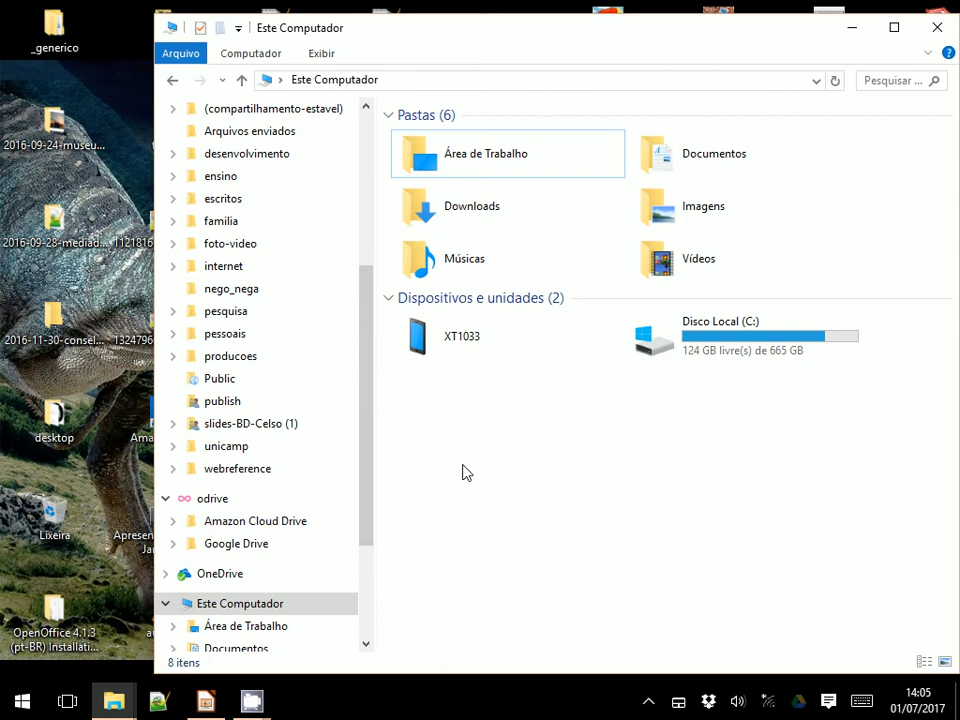 _generico
2016-09-24-museu...
2016-09-28-mediad...
2016-11-30-consel...
desktop
Lixeira
OpenOffice 4.1.3
(pt-BR) Installati...
1121816
1324796
Ama
Apresen
Jar
au
Este Computador
Arquivo
Computador
Exibir
Este Computador
Pesquisar ...
(compartilhamento-estavel)
Arquivos enviados
desenvolvimento
ensino
escritos
familia
foto-video
internet
nego_nega
pesquisa
pessoais
producoes
Public
publish
slides-BD-Celso (1)
unicamp
webreference
odrive
Amazon Cloud Drive
Google Drive
OneDrive
Este Computador
Área de Trabalho
Documentos
Pastas (6)
Área de Trabalho
Documentos
Downloads
Imagens
Músicas
Vídeos
Dispositivos e unidades (2)
XT1033
Disco Local (C:)
124 GB livre(s) de 665 GB
8 itens
14:05
01/07/2017